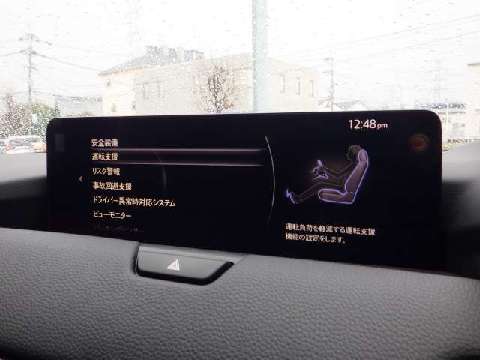 12:48pm
安全装備
運転支援
リスク警報
事故回避支援
ドライバー異常時対応システム
ビューモニター
運転負荷を軽減する運転支援
機能の設定をします。